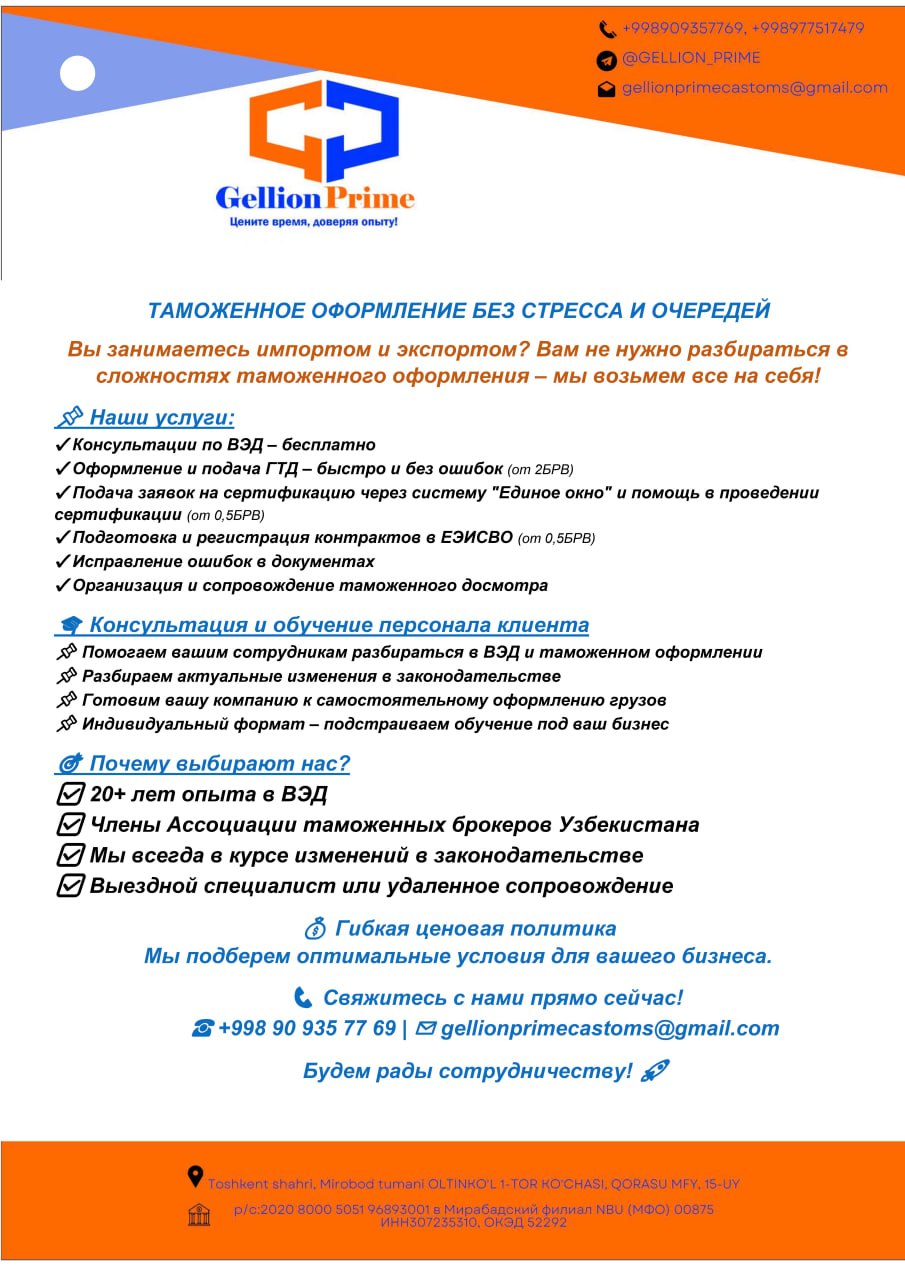 +998909357769, +998977517479
@GELLION_PRIME
gellionprimecastoms@gmail.com
Gellion Prime
Цените время, доверяя опыту!
ТАМОЖЕННОЕ ОФОРМЛЕНИЕ БЕЗ СТРЕССА И ОЧЕРЕДЕЙ
Вы занимаетесь импортом и экспортом? Вам не нужно разбираться в
сложностях таможенного оформления – мы возьмем все на себя!
Наши услуги:
✓Консультации по ВЭД – бесплатно
✓Оформление и подача ГТД – быстро и без ошибок (от 2БРВ)
✓Подача заявок на сертификацию через систему "Единое окно" и помощь в проведении
сертификации (от 0,5БРВ)
✓Подготовка и регистрация контрактов в ЕЭИСВО (от 0,5БРВ)
✓Исправление ошибок в документах
✓Организация и сопровождение таможенного досмотра
Консультация и обучение персонала клиента
Помогаем вашим сотрудникам разбираться в ВЭД и таможенном оформлении
Разбираем актуальные изменения в законодательстве
Готовим вашу компанию к самостоятельному оформлению грузов
Индивидуальный формат – подстраиваем обучение под ваш бизнес
Почему выбирают нас?
20+ лет опыта в ВЭД
Члены Ассоциации таможенных брокеров Узбекистана
Мы всегда в курсе изменений в законодательстве
Выездной специалист или удаленное сопровождение
Гибкая ценовая политика
Мы подберем оптимальные условия для вашего бизнеса.
Свяжитесь с нами прямо сейчас!
+998 90 935 77 69 | gellionprimecastoms@gmail.com
Будем рады сотрудничеству!
Toshkent shahri, Mirobod tumani OLTINKO'L 1-TOR KO'CHASI, QORASU MFY, 15-UY
р/с:2020 8000 5051 96893001 в Мирабадский филиал NBU (МФО) 00875
ИНН307235310, ОКЭД 52292